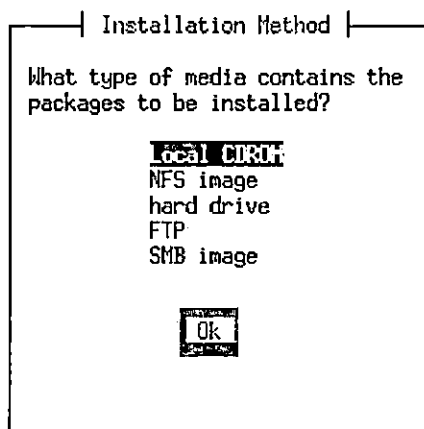 Installation Method
What type of media contains the
packages to be installed?
Local CDROM
NFS image
hard drive
FTP
SMB image
Ok